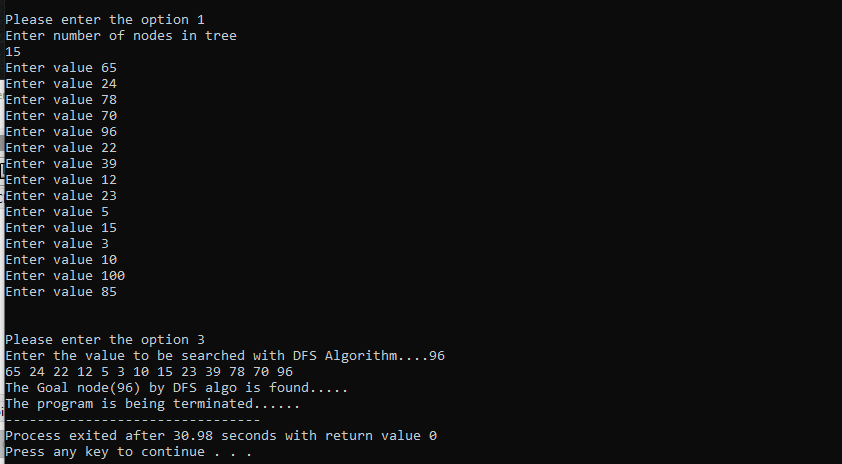 Please enter the option 1
Enter number of nodes in tree
15
Enter value 65
Enter value 24
Enter value 78
Enter value 70
Enter value 96
Enter value 22
Enter value 39
Enter value 12
Enter value 23
Enter value 5
Enter value 15
Enter value 3
Enter value 10
Enter value 100
Enter value 85
Please enter the option 3
Enter the value to be searched with DFS Algorithm....96
65 24 22 12 5 3 10 15 23 39 78 70 96
The Goal node(96) by DFS algo is found.....
The program is being terminated......
--------------------------------
Process exited after 30.98 seconds with return value 0
Press any key to continue . . .